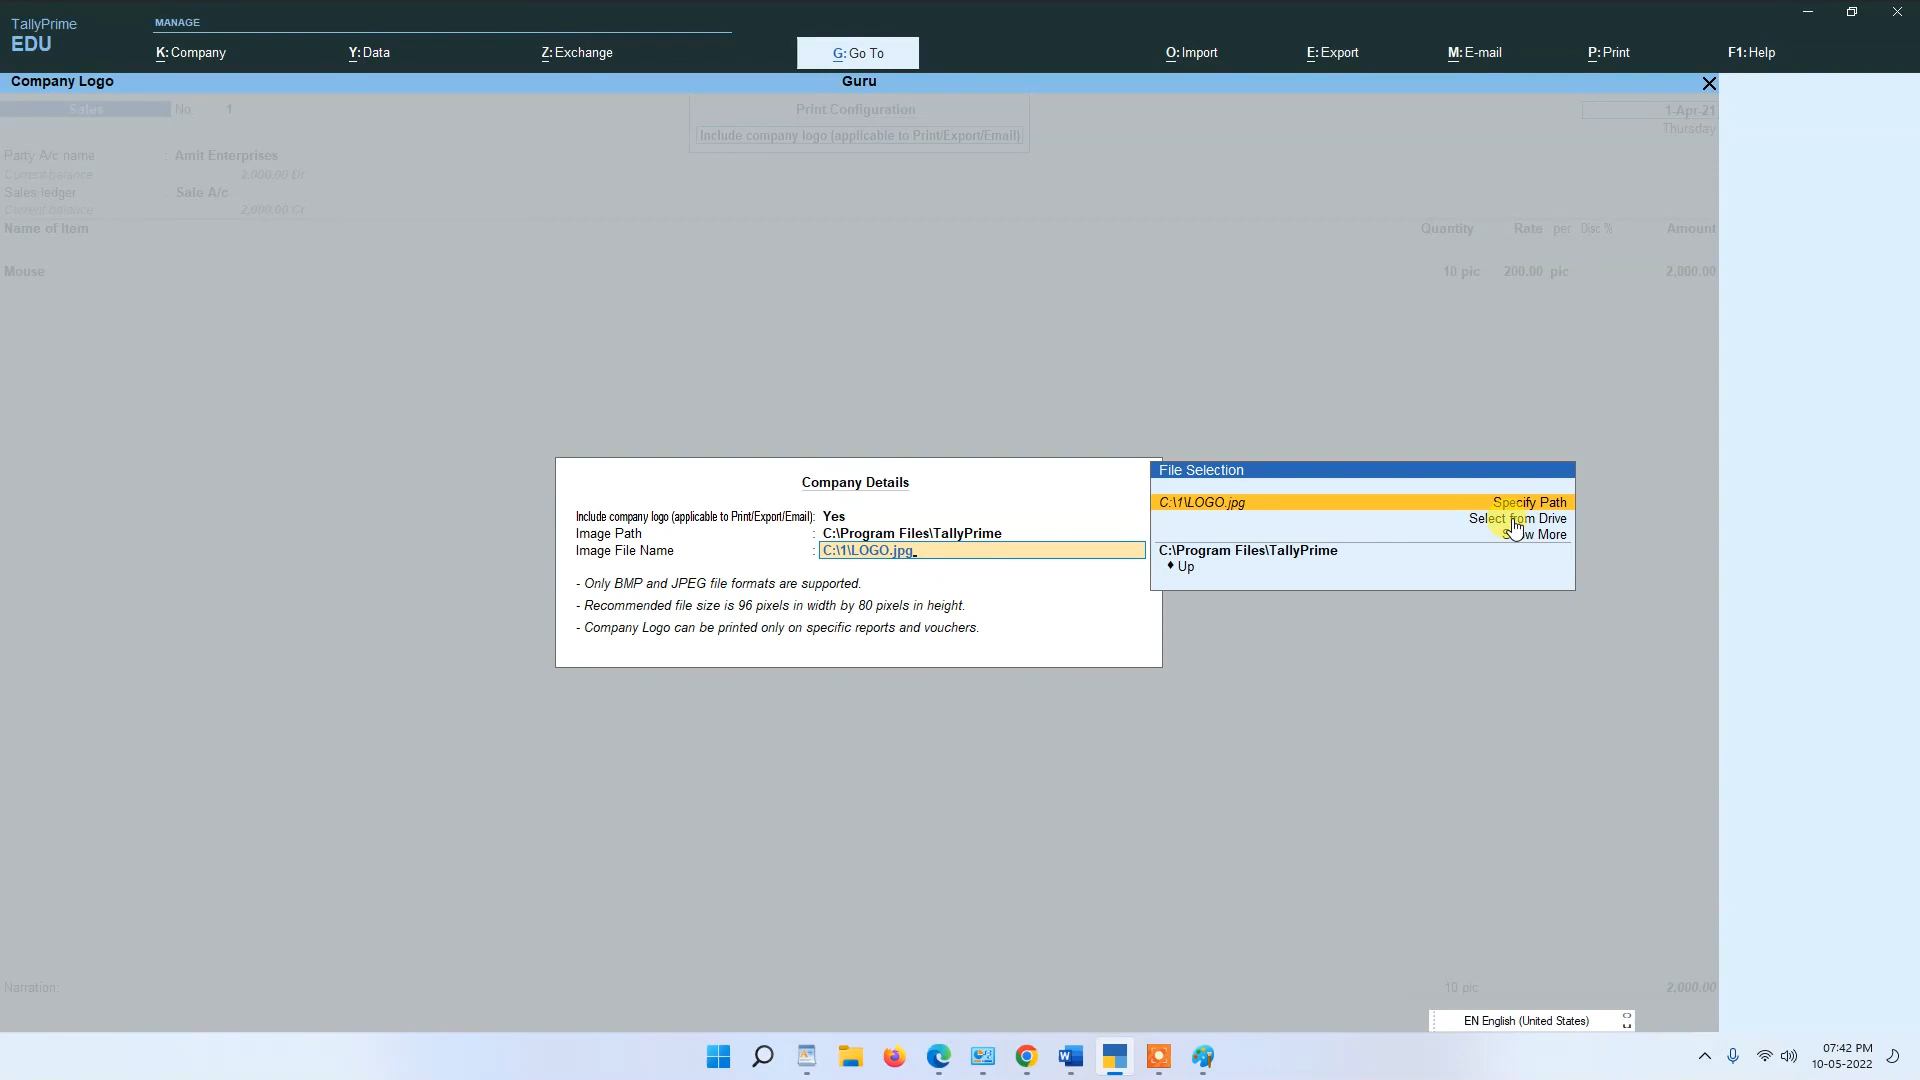 TallyPrime
EDU
MANAGE
K: Company
Y: Data
Z: Exchange
G: Go To
O: Import
E: Export
M: E-mail
P: Print
F1: Help
Company Logo
Guru
Sales No. 1
Print Configuration
Include company logo (applicable to Print/Export/Email)
1-Apr-21
Thursday
Party A/c name : Amit Enterprises
Current balance 2,000.00 Dr
Sales ledger : Sale A/c
Current balance 2,000.00 Cr
Name of Item Quantity Rate per Disc % Amount
Mouse 10 pic 200.00 pic 2,000.00
Company Details
Include company logo (applicable to Print/Export/Email): Yes
Image Path : C:\Program Files\TallyPrime
Image File Name : C:\1\LOGO.jpg
- Only BMP and JPEG file formats are supported.
- Recommended file size is 96 pixels in width by 80 pixels in height.
- Company Logo can be printed only on specific reports and vouchers.
File Selection
C:\1\LOGO.jpg Specify Path
Select from Drive
Show More
C:\Program Files\TallyPrime
♦ Up
Narration: 10 pic 2,000.00
EN English (United States)
07:42 PM
10-05-2022